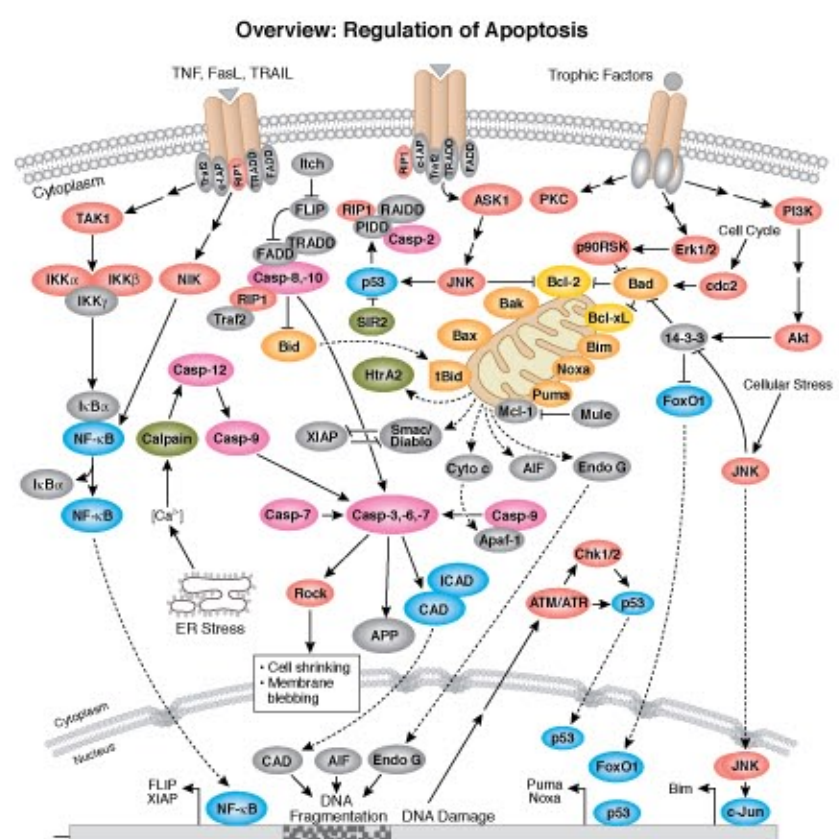 Overview: Regulation of Apoptosis
TNF, FasL, TRAIL
Trophic Factors
Traf2
c-IAP
RIP1
TRADD
FADD
RIP1
c-IAP
Traf2
TRADD
FADD
Cytoplasm
Itch
TAK1
FLIP
RIP1
RAIDD
PIDD
Casp-2
ASK1
PKC
PI3K
Cell Cycle
FADD
TRADD
p90RSK
Erk1/2
IKKα
IKKβ
IKKγ
NIK
Casp-8,-10
RIP1
Traf2
p53
JNK
Bcl-2
Bad
cdc2
SIR2
Bak
Bcl-xL
Bid
Bax
Bim
14-3-3
Akt
Casp-12
HtrA2
tBid
Noxa
Puma
Cellular Stress
IκBα
NF-κB
Calpain
Casp-9
XIAP
Smac/
Diablo
Mcl-1
Mule
FoxO1
IκBα
NF-κB
Cyto c
AIF
Endo G
JNK
[Ca²⁺]
Casp-7
Casp-3,-6,-7
Casp-9
Apaf-1
ER Stress
Rock
ICAD
CAD
APP
Chk1/2
ATM/ATR
p53
• Cell shrinking
• Membrane
blebbing
Cytoplasm
Nucleus
CAD
AIF
Endo G
p53
FoxO1
JNK
FLIP
XIAP
NF-κB
DNA
Fragmentation
DNA Damage
Puma
Noxa
p53
Bim
c-Jun